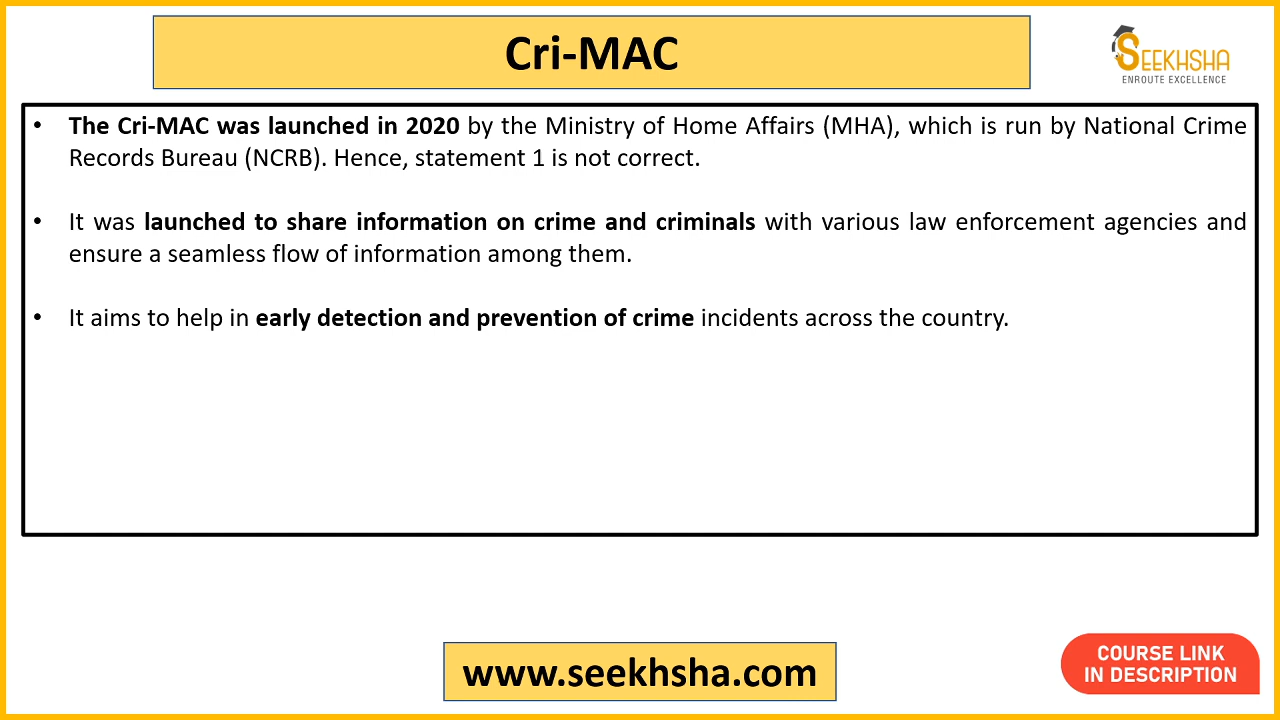 Cri-MAC
SEEKHSHA
ENROUTE EXCELLENCE
• The Cri-MAC was launched in 2020 by the Ministry of Home Affairs (MHA), which is run by National Crime
Records Bureau (NCRB). Hence, statement 1 is not correct.
• It was launched to share information on crime and criminals with various law enforcement agencies and
ensure a seamless flow of information among them.
• It aims to help in early detection and prevention of crime incidents across the country.
www.seekhsha.com
COURSE LINK
IN DESCRIPTION